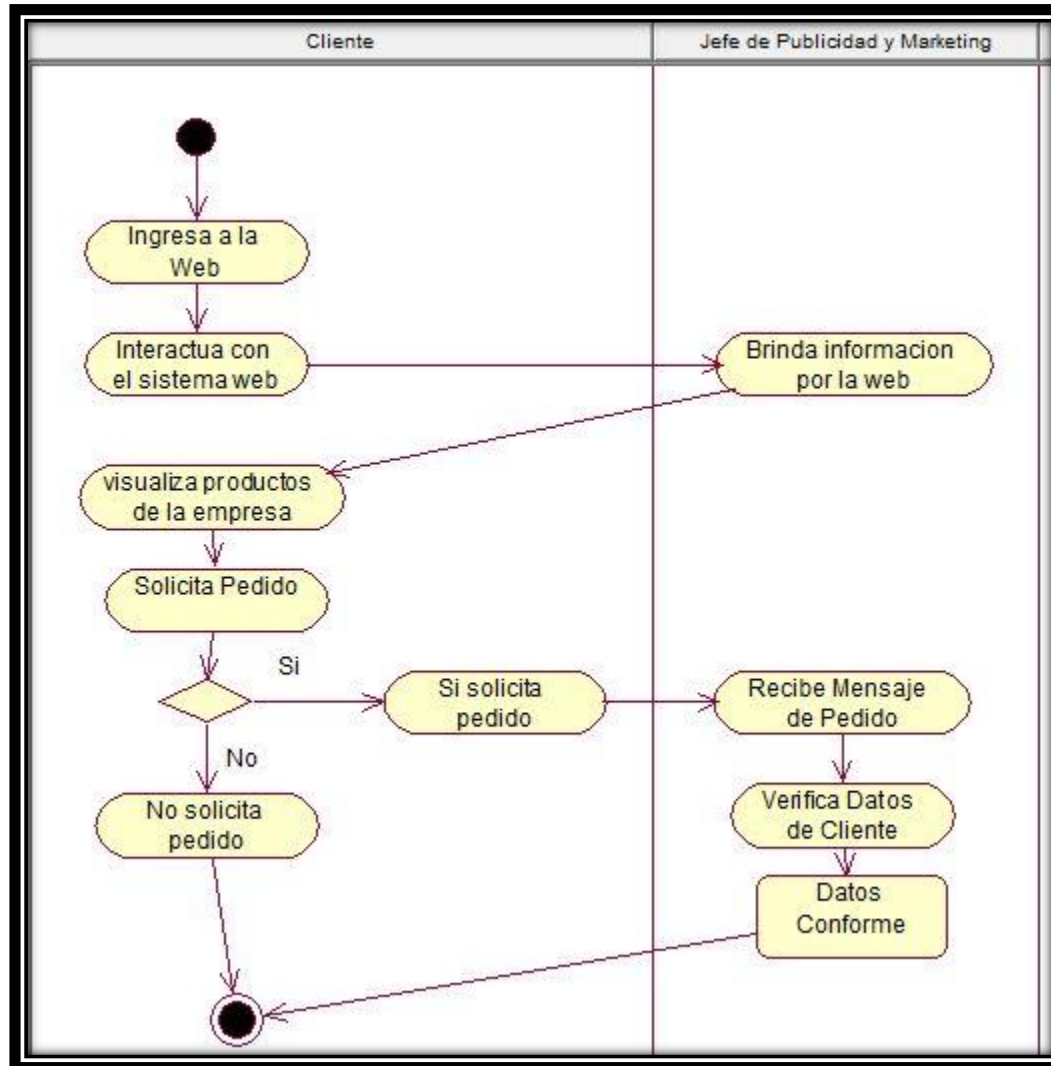 Cliente
Jefe de Publicidad y Marketing
Ingresa a la
Web
Interactua con
el sistema web
Brinda informacion
por la web
visualiza productos
de la empresa
Solicita Pedido
Si
Si solicita
pedido
Recibe Mensaje
de Pedido
No
No solicita
pedido
Verifica Datos
de Cliente
Datos
Conforme